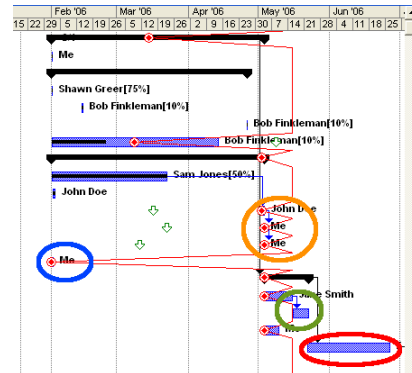 Feb '06 Mar '06 Apr '06 May '06 Jun '06
15 22 29 5 12 19 26 5 12 19 26 2 9 16 23 30 7 14 21 28 4 11 18 25
Me
Shawn Greer[75%]
Bob Finkleman[10%]
Bob Finkleman[10%]
Bob Finkleman[10%]
Sam Jones[50%]
John Doe
John Doe
Me
Me
Me
Smith
Me